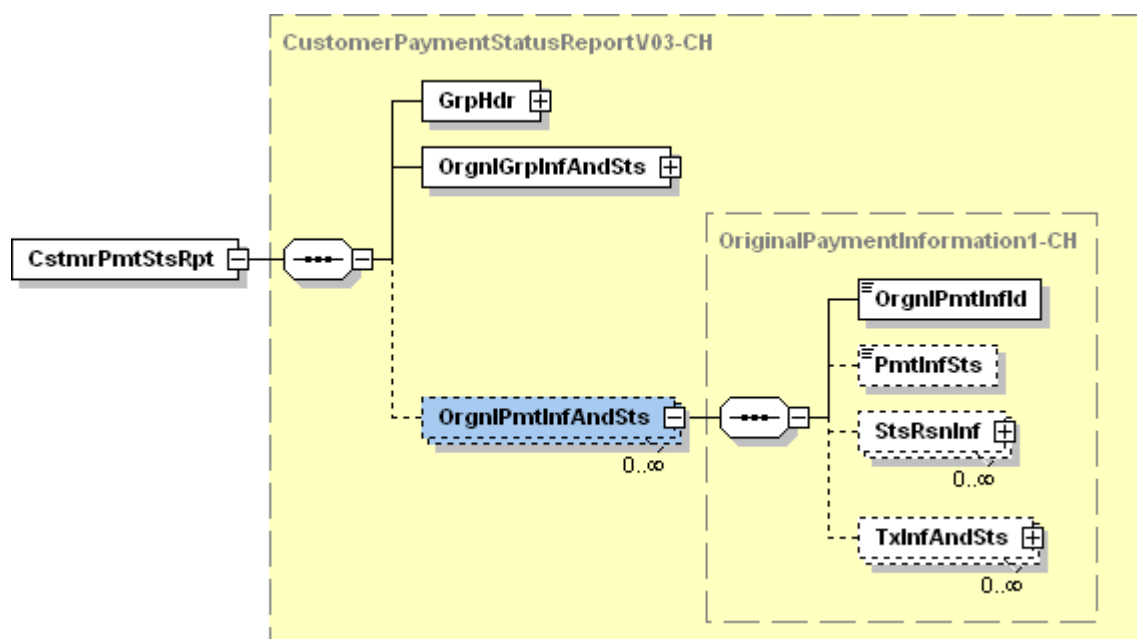 CustomerPaymentStatusReportV03-CH
GrpHdr
OrgnlGrpInfAndSts
CstmrPmtStsRpt
OriginalPaymentInformation1-CH
OrgnlPmtInfId
PmtInfSts
OrgnlPmtInfAndSts
0..∞
StsRsnInf
0..∞
TxInfAndSts
0..∞